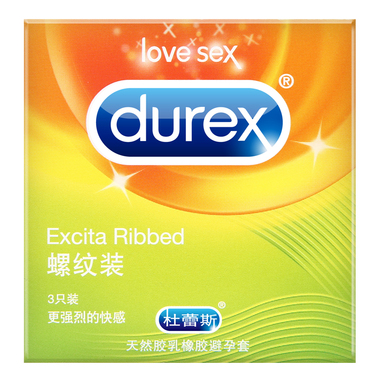 love sex
durex®
Excita Ribbed
螺纹装
3只装
更强烈的快感
杜蕾斯®
天然胶乳橡胶避孕套